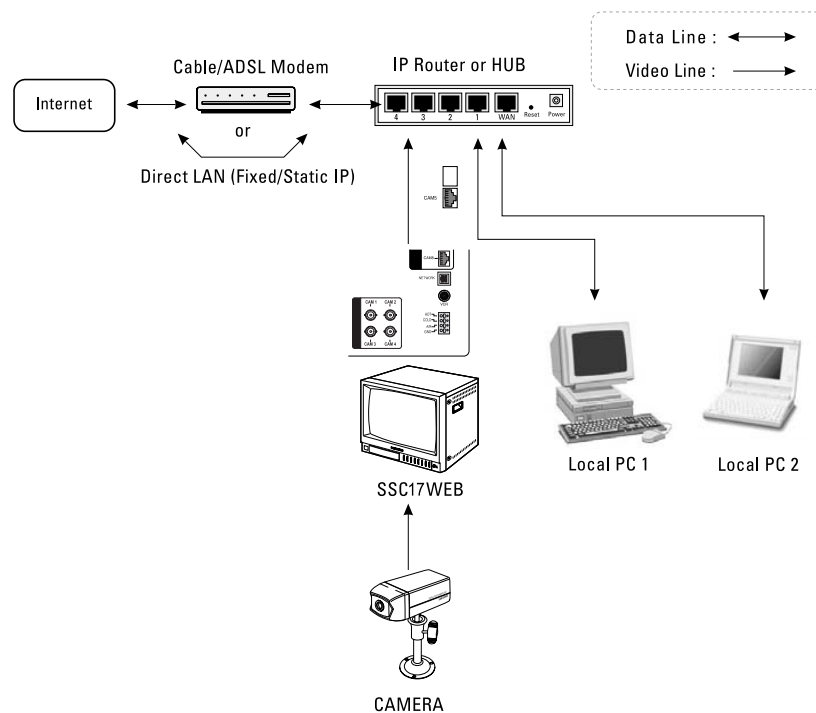 Data Line :
Video Line :
Cable/ADSL Modem
IP Router or HUB
Internet
4 3 2 1 WAN Reset Power
or
Direct LAN (Fixed/Static IP)
CAM5
NETWORK
VCR
CAM 1 CAM 2
CAM 3 CAM 4
Local PC 1
Local PC 2
SSC17WEB
CAMERA